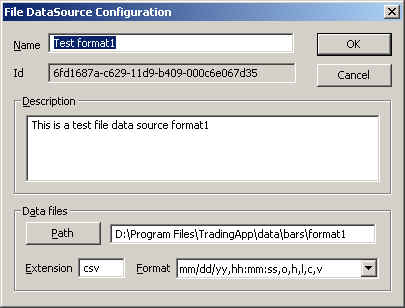 File DataSource Configuration
Name Test format1 OK
Id 6fd1687a-c629-11d9-b409-000c6e067d35 Cancel
Description
This is a test file data source format1
Data files
Path D:\Program Files\TradingApp\data\bars\format1
Extension csv Format mm/dd/yy,hh:mm:ss,o,h,l,c,v